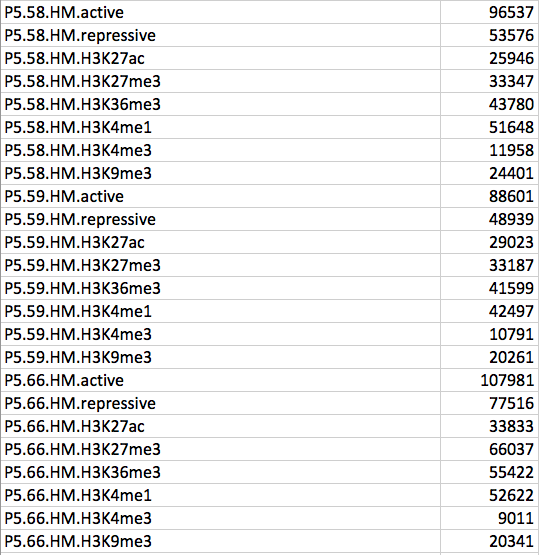 P5.58.HM.active 96537
P5.58.HM.repressive 53576
P5.58.HM.H3K27ac 25946
P5.58.HM.H3K27me3 33347
P5.58.HM.H3K36me3 43780
P5.58.HM.H3K4me1 51648
P5.58.HM.H3K4me3 11958
P5.58.HM.H3K9me3 24401
P5.59.HM.active 88601
P5.59.HM.repressive 48939
P5.59.HM.H3K27ac 29023
P5.59.HM.H3K27me3 33187
P5.59.HM.H3K36me3 41599
P5.59.HM.H3K4me1 42497
P5.59.HM.H3K4me3 10791
P5.59.HM.H3K9me3 20261
P5.66.HM.active 107981
P5.66.HM.repressive 77516
P5.66.HM.H3K27ac 33833
P5.66.HM.H3K27me3 66037
P5.66.HM.H3K36me3 55422
P5.66.HM.H3K4me1 52622
P5.66.HM.H3K4me3 9011
P5.66.HM.H3K9me3 20341